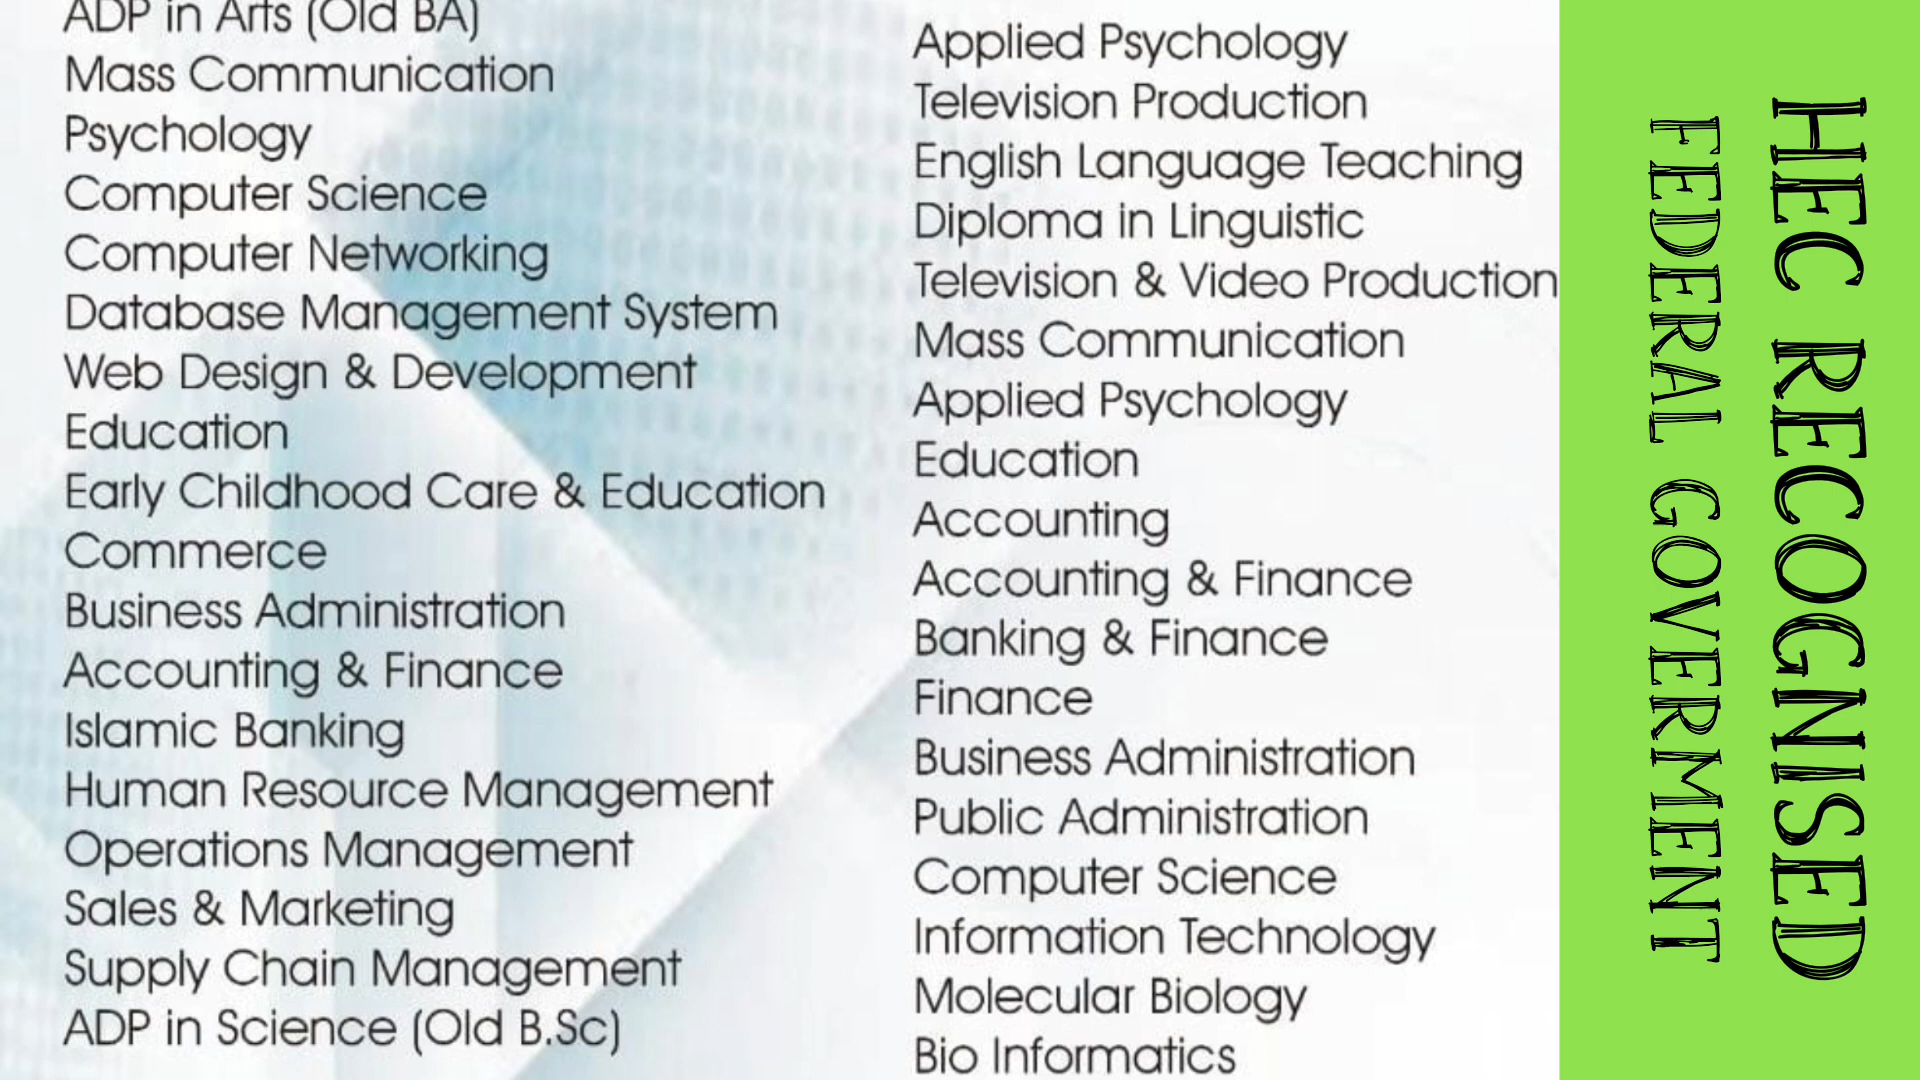 ADP in Arts (Old BA)
Mass Communication
Psychology
Computer Science
Computer Networking
Database Management System
Web Design & Development
Education
Early Childhood Care & Education
Commerce
Business Administration
Accounting & Finance
Islamic Banking
Human Resource Management
Operations Management
Sales & Marketing
Supply Chain Management
ADP in Science (Old B.Sc)
Applied Psychology
Television Production
English Language Teaching
Diploma in Linguistic
Television & Video Production
Mass Communication
Applied Psychology
Education
Accounting
Accounting & Finance
Banking & Finance
Finance
Business Administration
Public Administration
Computer Science
Information Technology
Molecular Biology
Bio Informatics
HEC RECOGNISED
FEDERAL GOVERMENT